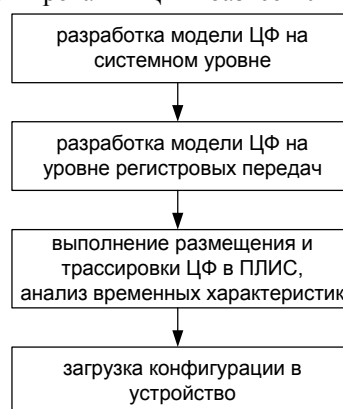 разработка модели ЦФ на
системном уровне
разработка модели ЦФ на
уровне регистровых передач
выполнение размещения и
трассировки ЦФ в ПЛИС,
анализ временных характеристик
загрузка конфигурации в
устройство